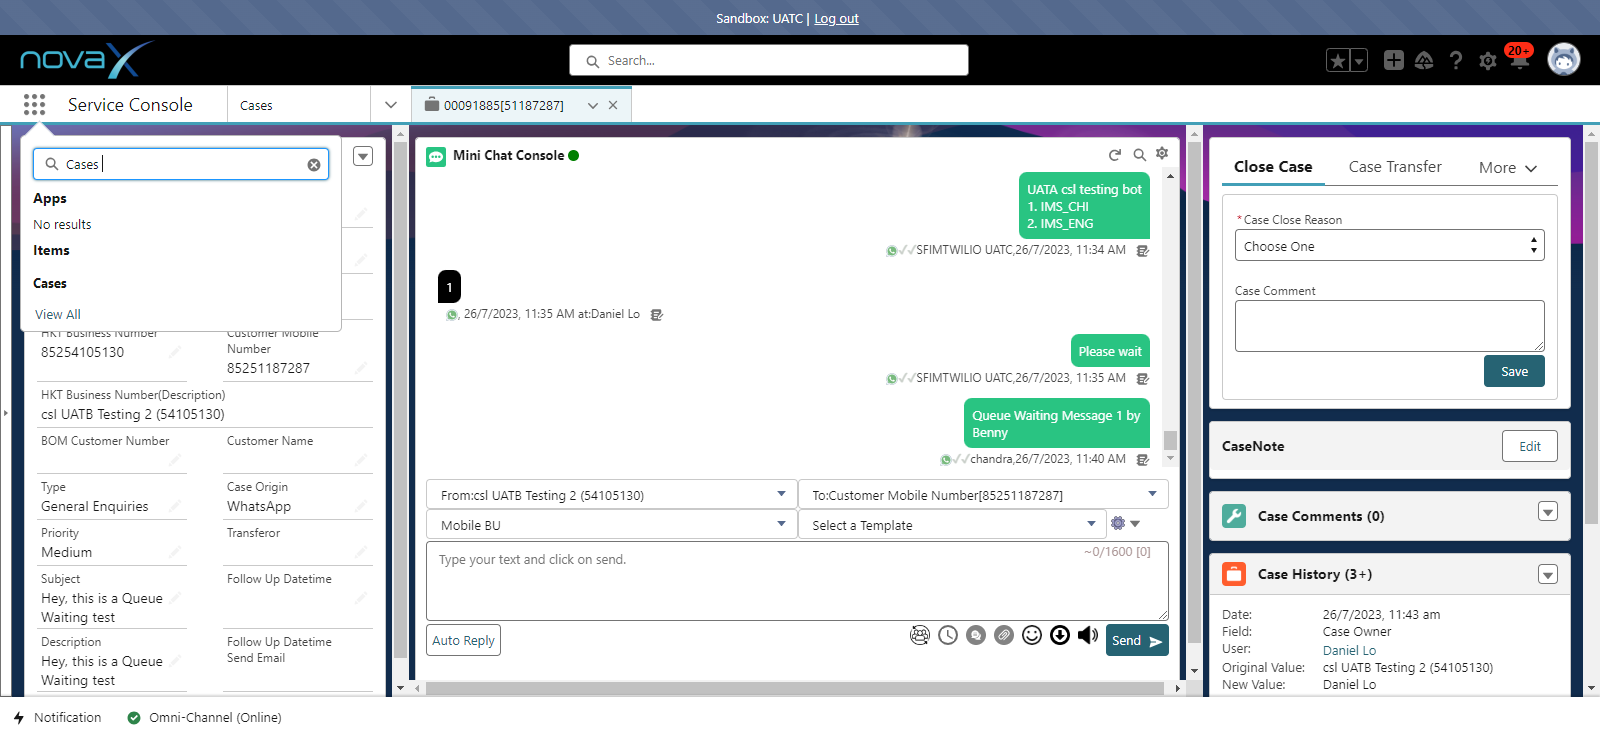 Sandbox: UATC | Log out
novaX
Search...
20+
Service Console
Cases
00091885[51187287]
Cases
Apps
No results
Items
Cases
View All
HKT Business Number
85254105130
Customer Mobile
Number
85251187287
HKT Business Number(Description)
csl UATB Testing 2 (54105130)
BOM Customer Number
Customer Name
Type
General Enquiries
Case Origin
WhatsApp
Priority
Medium
Transferor
Subject
Hey, this is a Queue
Waiting test
Follow Up Datetime
Description
Hey, this is a Queue
Waiting test
Follow Up Datetime
Send Email
Mini Chat Console
UATA csl testing bot
1. IMS_CHI
2. IMS_ENG
SFIMTWILIO UATC,26/7/2023, 11:34 AM
1
, 26/7/2023, 11:35 AM at:Daniel Lo
Please wait
SFIMTWILIO UATC,26/7/2023, 11:35 AM
Queue Waiting Message 1 by
Benny
chandra,26/7/2023, 11:40 AM
From:csl UATB Testing 2 (54105130)
To:Customer Mobile Number[85251187287]
Mobile BU
Select a Template
Type your text and click on send.
~0/1600 [0]
Auto Reply
Send
Close Case
Case Transfer
More
*Case Close Reason
Choose One
Case Comment
Save
CaseNote
Edit
Case Comments (0)
Case History (3+)
Date: 26/7/2023, 11:43 am
Field: Case Owner
User: Daniel Lo
Original Value: csl UATB Testing 2 (54105130)
New Value: Daniel Lo
Notification
Omni-Channel (Online)